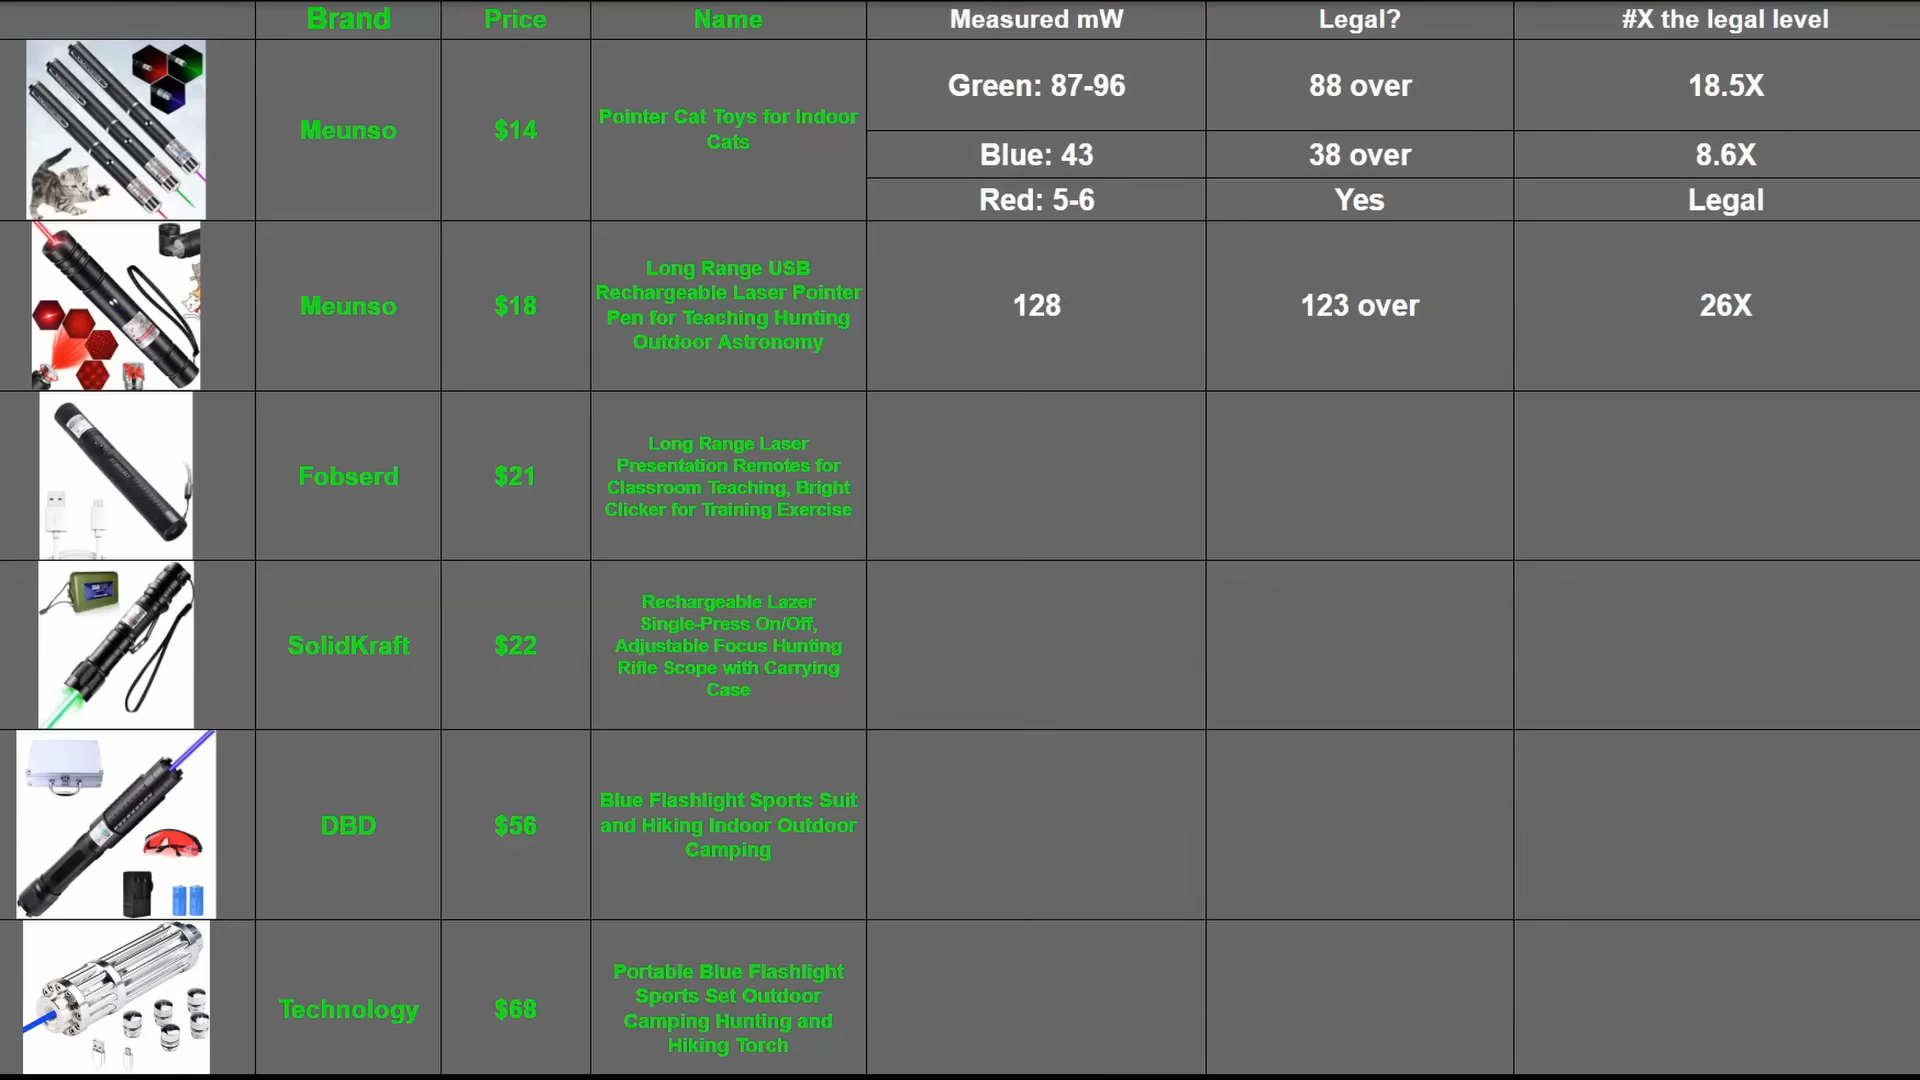 Brand Price Name Measured mW Legal? #X the legal level
Meunso $14 Pointer Cat Toys for Indoor
Cats
Green: 87-96 88 over 18.5X
Blue: 43 38 over 8.6X
Red: 5-6 Yes Legal
Meunso $18 Long Range USB
Rechargeable Laser Pointer
Pen for Teaching Hunting
Outdoor Astronomy
128 123 over 26X
Fobserd $21 Long Range Laser
Presentation Remotes for
Classroom Teaching, Bright
Clicker for Training Exercise
SolidKraft $22 Rechargeable Lazer
Single-Press On/Off,
Adjustable Focus Hunting
Rifle Scope with Carrying
Case
DBD $56 Blue Flashlight Sports Suit
and Hiking Indoor Outdoor
Camping
Technology $68 Portable Blue Flashlight
Sports Set Outdoor
Camping Hunting and
Hiking Torch